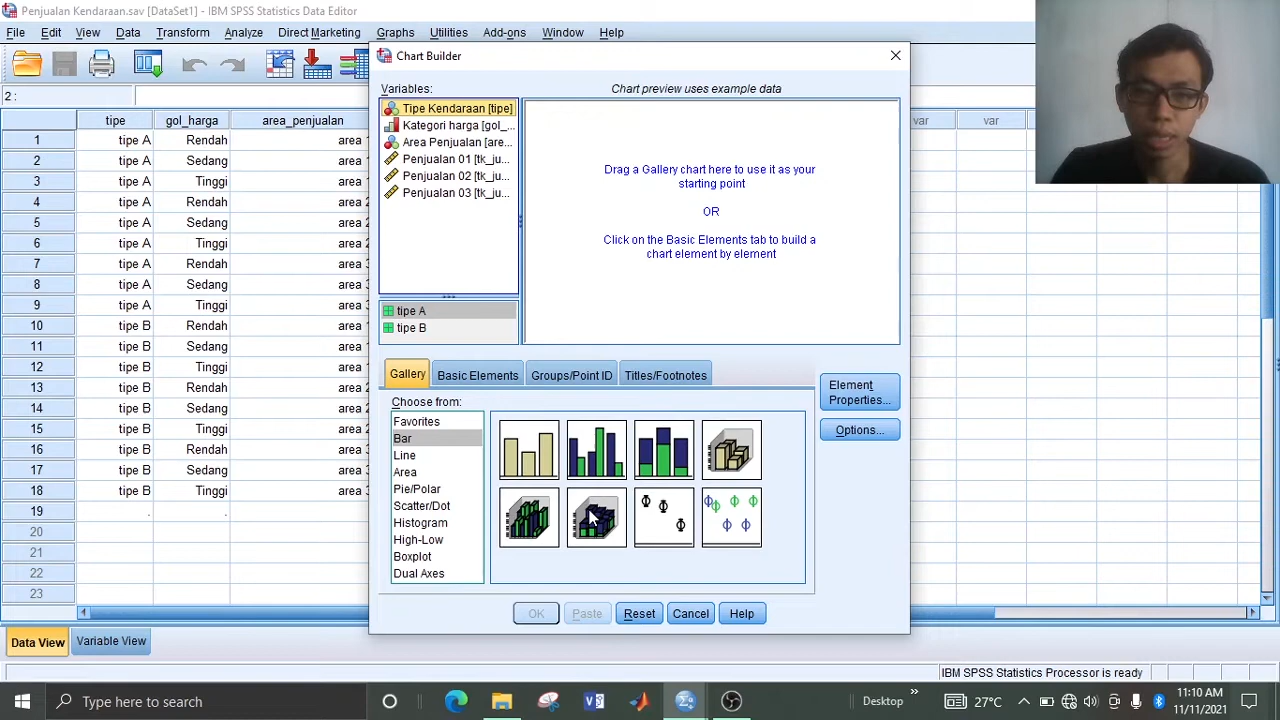 Penjualan Kendaraan.sav [DataSet1] - IBM SPSS Statistics Data Editor
File Edit View Data Transform Analyze Direct Marketing Graphs Utilities Add-ons Window Help
2 :
tipe gol_harga area_penjualan var var
1 tipe A Rendah area
2 tipe A Sedang area
3 tipe A Tinggi area
4 tipe A Rendah area
5 tipe A Sedang area
6 tipe A Tinggi area
7 tipe A Rendah area
8 tipe A Sedang area
9 tipe A Tinggi area
10 tipe B Rendah area
11 tipe B Sedang area
12 tipe B Tinggi area
13 tipe B Rendah area
14 tipe B Sedang area
15 tipe B Tinggi area
16 tipe B Rendah area
17 tipe B Sedang area
18 tipe B Tinggi area
19 . .
20
21
22
23
Data View Variable View
Chart Builder
Variables:
Tipe Kendaraan [tipe]
Kategori harga [gol_...
Area Penjualan [are...
Penjualan 01 [tk_ju...
Penjualan 02 [tk_ju...
Penjualan 03 [tk_ju...
tipe A
tipe B
Chart preview uses example data
Drag a Gallery chart here to use it as your
starting point
OR
Click on the Basic Elements tab to build a
chart element by element
Gallery Basic Elements Groups/Point ID Titles/Footnotes
Choose from:
Favorites
Bar
Line
Area
Pie/Polar
Scatter/Dot
Histogram
High-Low
Boxplot
Dual Axes
Element
Properties...
Options...
OK Paste Reset Cancel Help
IBM SPSS Statistics Processor is ready
Type here to search
Desktop
27°C
11:10 AM
11/11/2021